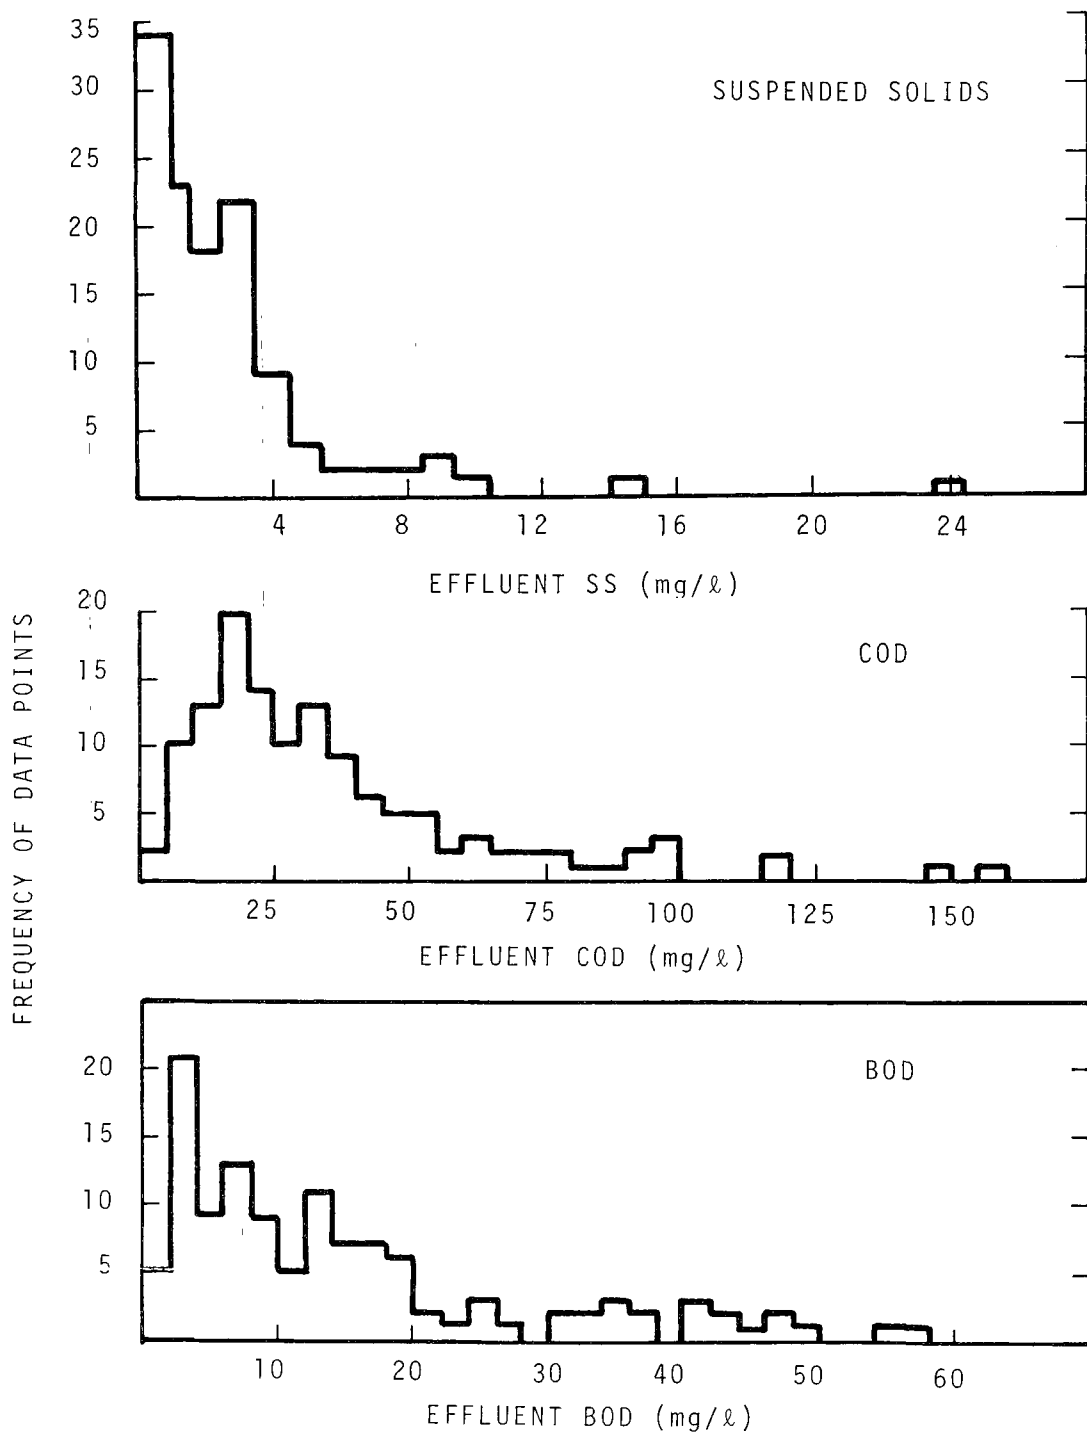 35
30
25
20
15
10
5
SUSPENDED SOLIDS
4 8 12 16 20 24
EFFLUENT SS (mg/ℓ)
FREQUENCY OF DATA POINTS
20
15
10
5
COD
25 50 75 100 125 150
EFFLUENT COD (mg/ℓ)
20
15
10
5
BOD
10 20 30 40 50 60
EFFLUENT BOD (mg/ℓ)